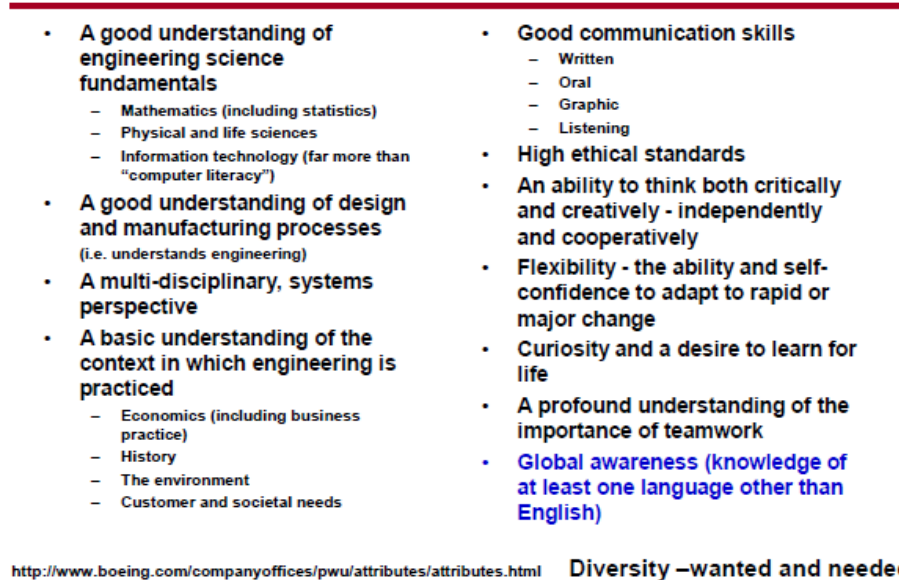 • A good understanding of
engineering science
fundamentals
– Mathematics (including statistics)
– Physical and life sciences
– Information technology (far more than
“computer literacy”)
• A good understanding of design
and manufacturing processes
(i.e. understands engineering)
• A multi-disciplinary, systems
perspective
• A basic understanding of the
context in which engineering is
practiced
– Economics (including business
practice)
– History
– The environment
– Customer and societal needs
• Good communication skills
– Written
– Oral
– Graphic
– Listening
• High ethical standards
• An ability to think both critically
and creatively - independently
and cooperatively
• Flexibility - the ability and self-
confidence to adapt to rapid or
major change
• Curiosity and a desire to learn for
life
• A profound understanding of the
importance of teamwork
• Global awareness (knowledge of
at least one language other than
English)
http://www.boeing.com/companyoffices/pwu/attributes/attributes.html Diversity –wanted and neede